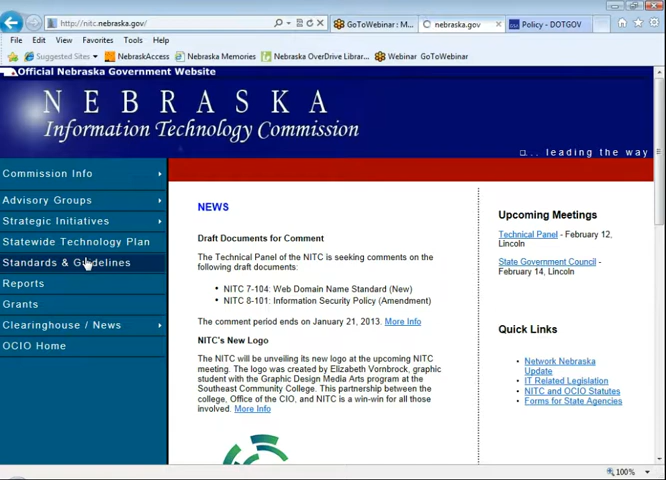 http://nitc.nebraska.gov/
GoToWebinar : M...
nebraska.gov
Policy - DOTGOV
File Edit View Favorites Tools Help
Suggested Sites
NebraskAccess
Nebraska Memories
Nebraska OverDrive Librar...
Webinar GoToWebinar
Official Nebraska Government Website
NEBRASKA
Information Technology Commission
... leading the way
Commission Info
Advisory Groups
Strategic Initiatives
Statewide Technology Plan
Standards & Guidelines
Reports
Grants
Clearinghouse / News
OCIO Home
NEWS
Draft Documents for Comment
The Technical Panel of the NITC is seeking comments on the
following draft documents:
• NITC 7-104: Web Domain Name Standard (New)
• NITC 8-101: Information Security Policy (Amendment)
The comment period ends on January 21, 2013. More Info
NITC's New Logo
The NITC will be unveiling its new logo at the upcoming NITC
meeting. The logo was created by Elizabeth Vornbrock, graphic
student with the Graphic Design Media Arts program at the
Southeast Community College. This partnership between the
college, Office of the CIO, and NITC is a win-win for all those
involved. More Info
Upcoming Meetings
Technical Panel - February 12,
Lincoln
State Government Council -
February 14, Lincoln
Quick Links
• Network Nebraska
Update
• IT Related Legislation
• NITC and OCIO Statutes
• Forms for State Agencies
100%